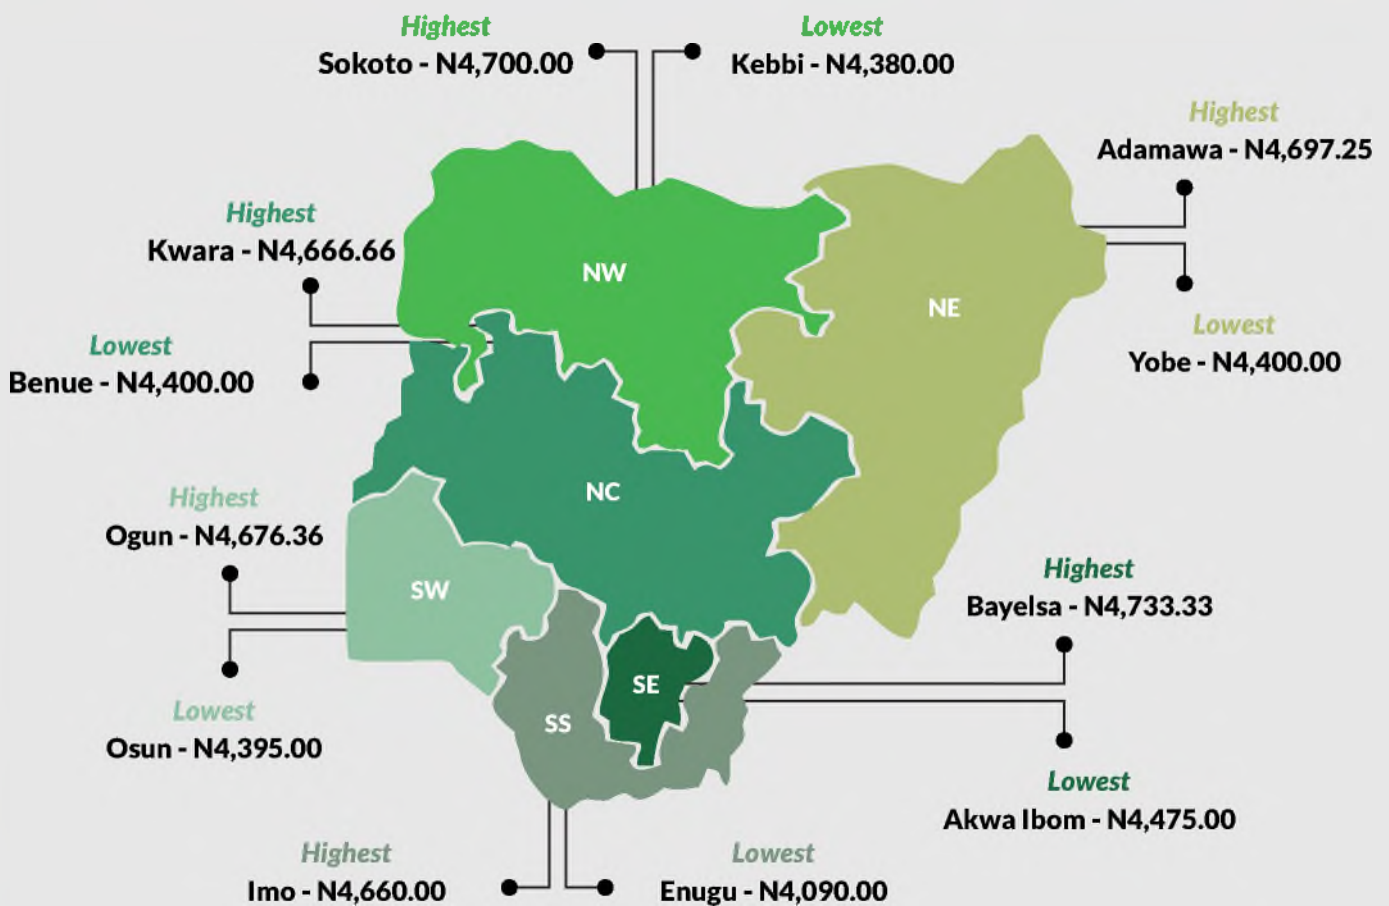 Highest
Sokoto - N4,700.00
Lowest
Kebbi - N4,380.00
Highest
Adamawa - N4,697.25
Highest
Kwara - N4,666.66
NW
NE
Lowest
Yobe - N4,400.00
Lowest
Benue - N4,400.00
NC
Highest
Ogun - N4,676.36
SW
Highest
Bayelsa - N4,733.33
SE
SS
Lowest
Osun - N4,395.00
Lowest
Akwa Ibom - N4,475.00
Highest
Imo - N4,660.00
Lowest
Enugu - N4,090.00